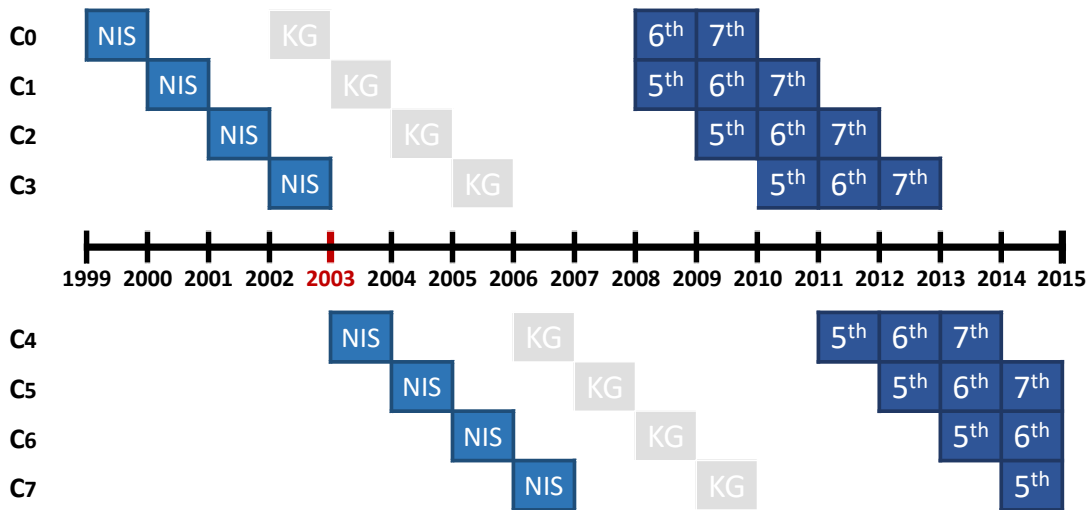 C0 NIS KG 6th 7th
C1 NIS KG 5th 6th 7th
C2 NIS KG 5th 6th 7th
C3 NIS KG 5th 6th 7th
1999 2000 2001 2002 2003 2004 2005 2006 2007 2008 2009 2010 2011 2012 2013 2014 2015
C4 NIS KG 5th 6th 7th
C5 NIS KG 5th 6th 7th
C6 NIS KG 5th 6th
C7 NIS KG 5th